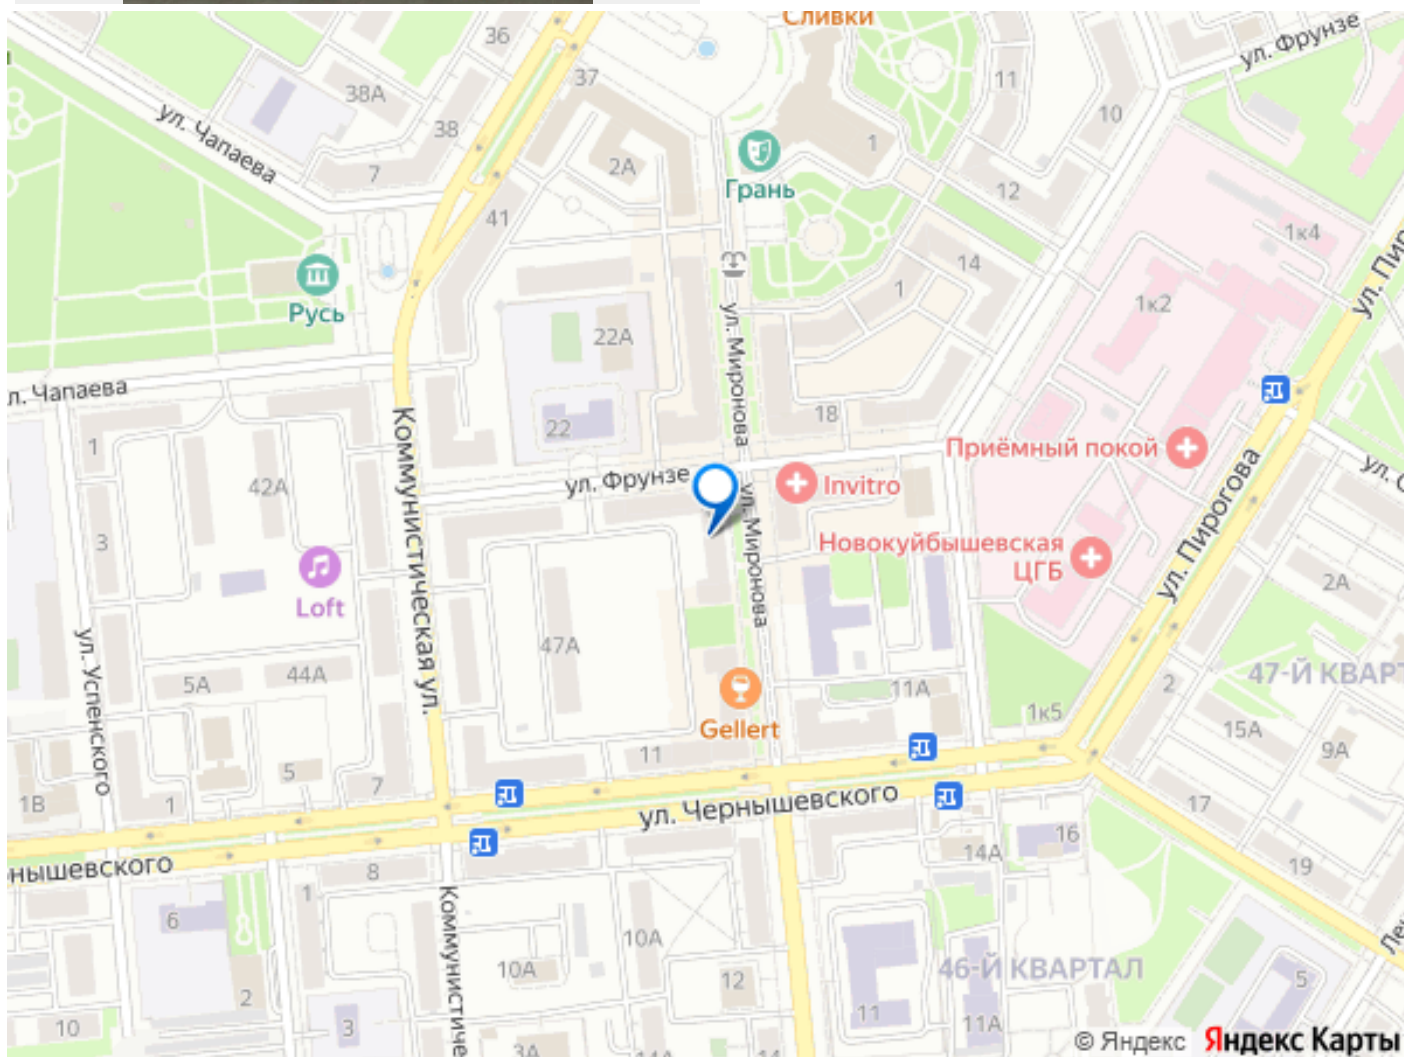 Сливки
36
ул. Фрунзе
37
11
38А
10
ул. Чапаева
38
1
2А
7
Грань
12
41
1к4
ул. Пир
14
Русь
1
1к2
22А
ул. Миронова
л. Чапаева
18
22
Коммунистическая ул.
1
Приёмный покой
42А
ул. Фрунзе
Invitro
ул. Пирогова
3
ул. Миронова
Новокуйбышевская
ЦГБ
Loft
2А
47А
ул. Успенского
44А
5А
11А
2
47-Й КВАРТ
1к5
Gellert
15А
9А
11
5
7
1В
1
ул. Чернышевского
17
16
14А
19
нышевского
8
1
6
Коммунистиче
10А
10А
46-Й КВАРТАЛ
12
5
2
11
10
3
11А
3А
14А
© Яндекс Яндекс Карты